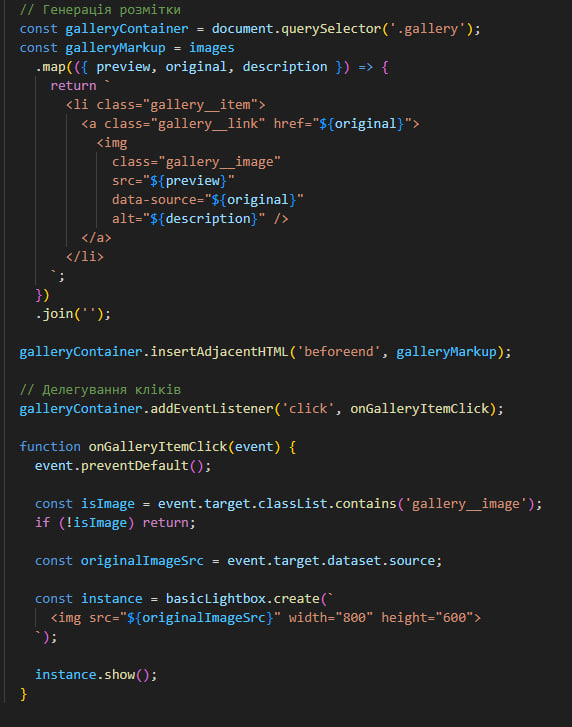 // Генерація розмітки
const galleryContainer = document.querySelector('.gallery');
const galleryMarkup = images
  .map(({ preview, original, description }) => {
    return `
      <li class="gallery__item">
        <a class="gallery__link" href="${original}">
          <img
            class="gallery__image"
            src="${preview}"
            data-source="${original}"
            alt="${description}" />
        </a>
      </li>
    `;
  })
  .join('');
galleryContainer.insertAdjacentHTML('beforeend', galleryMarkup);
// Делегування кліків
galleryContainer.addEventListener('click', onGalleryItemClick);
function onGalleryItemClick(event) {
  event.preventDefault();
  const isImage = event.target.classList.contains('gallery__image');
  if (!isImage) return;
  const originalImageSrc = event.target.dataset.source;
  const instance = basicLightbox.create(`
    <img src="${originalImageSrc}" width="800" height="600">
  `);
  instance.show();
}